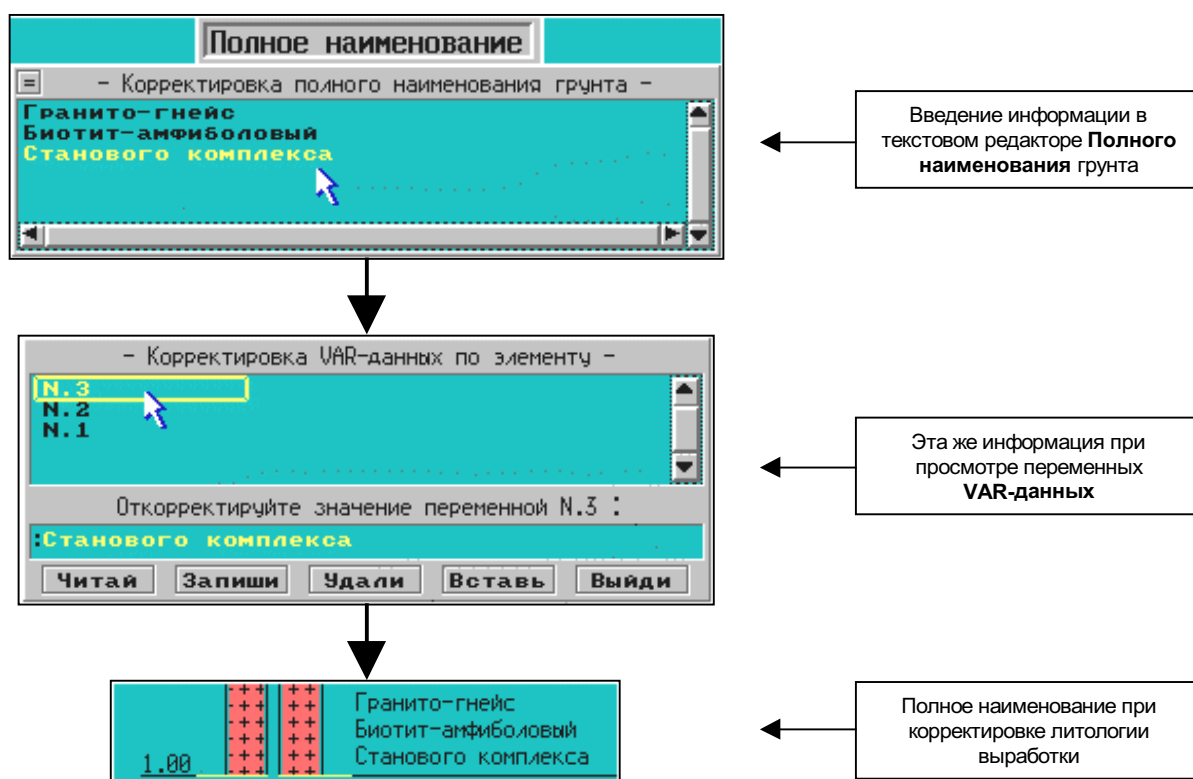 Полное наименование
= – Корректировка полного наименования грунта –
Гранито-гнейс
Биотит-амфиболовый
Станового комплекса
Введение информации в
текстовом редакторе Полного
наименования грунта
– Корректировка VAR-данных по элементу –
N.3
N.2
N.1
Откорректируйте значение переменной N.3 :
:Станового комплекса
Читай Запиши Удали Вставь Выйди
Эта же информация при
просмотре переменных
VAR-данных
Гранито-гнейс
Биотит-амфиболовый
1.00 Станового комплекса
Полное наименование при
корректировке литологии
выработки